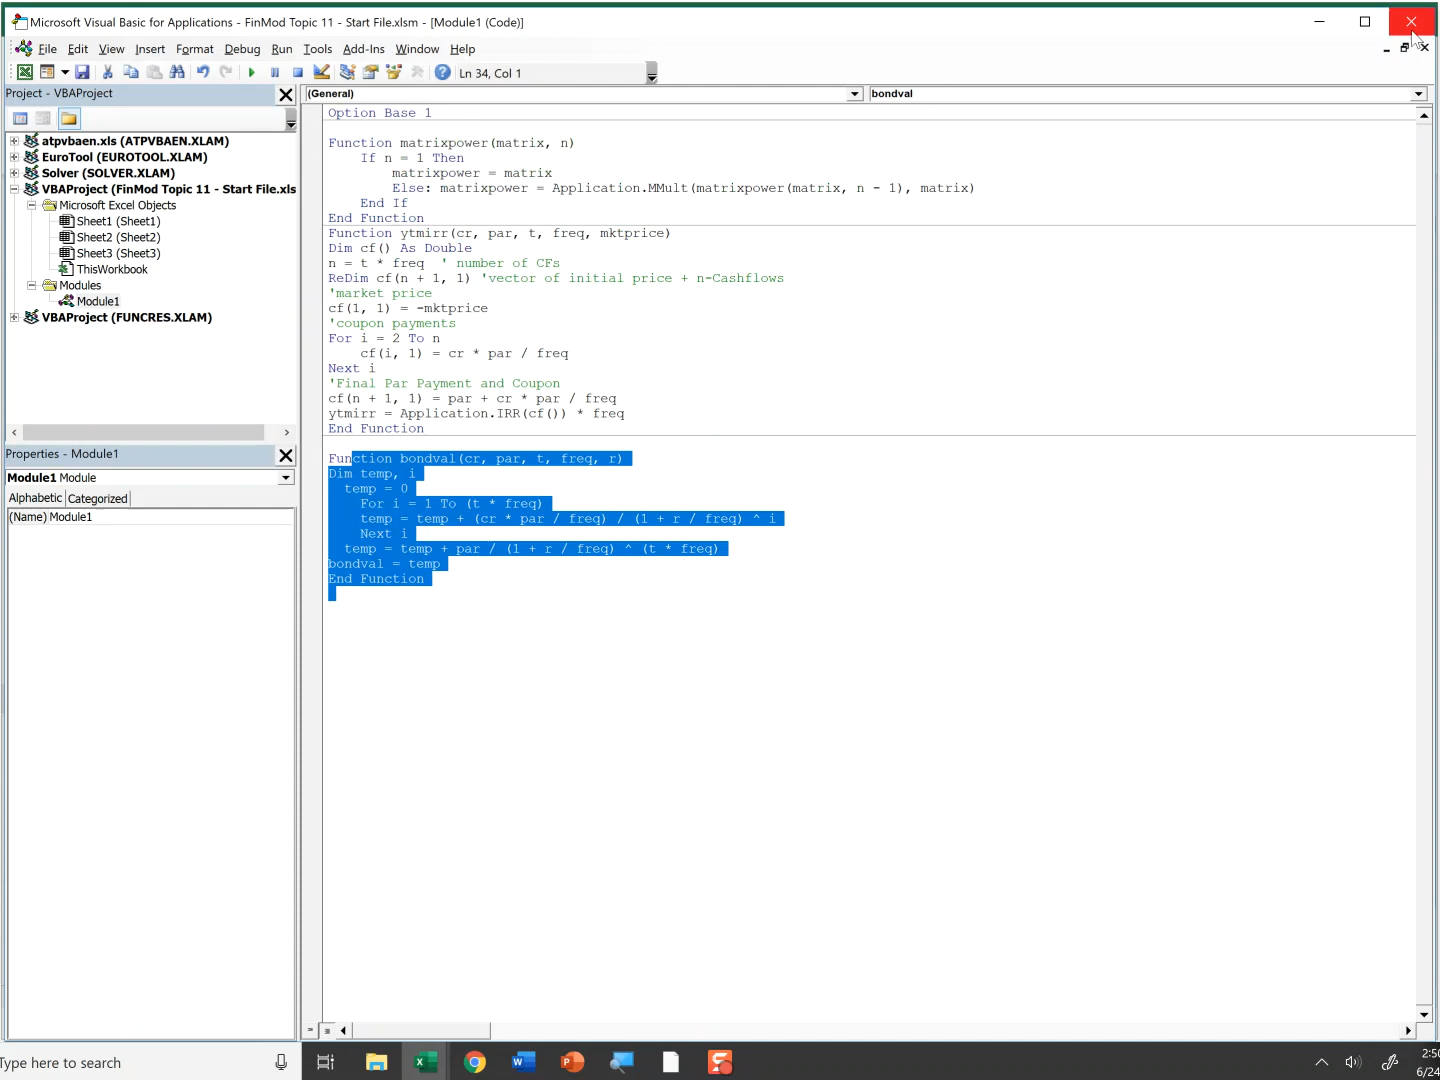 Microsoft Visual Basic for Applications - FinMod Topic 11 - Start File.xlsm - [Module1 (Code)]
File Edit View Insert Format Debug Run Tools Add-Ins Window Help
Ln 34, Col 1
Project - VBAProject
atpvbaen.xls (ATPVBAEN.XLAM)
EuroTool (EUROTOOL.XLAM)
Solver (SOLVER.XLAM)
VBAProject (FinMod Topic 11 - Start File.xls
Microsoft Excel Objects
Sheet1 (Sheet1)
Sheet2 (Sheet2)
Sheet3 (Sheet3)
ThisWorkbook
Modules
Module1
VBAProject (FUNCRES.XLAM)
Properties - Module1
Module1 Module
Alphabetic Categorized
(Name) Module1
(General) bondval
Option Base 1
Function matrixpower(matrix, n)
If n = 1 Then
matrixpower = matrix
Else: matrixpower = Application.MMult(matrixpower(matrix, n - 1), matrix)
End If
End Function
Function ytmirr(cr, par, t, freq, mktprice)
Dim cf() As Double
n = t * freq ' number of CFs
ReDim cf(n + 1, 1) 'vector of initial price + n-Cashflows
'market price
cf(1, 1) = -mktprice
'coupon payments
For i = 2 To n
cf(i, 1) = cr * par / freq
Next i
'Final Par Payment and Coupon
cf(n + 1, 1) = par + cr * par / freq
ytmirr = Application.IRR(cf()) * freq
End Function
Function bondval(cr, par, t, freq, r)
Dim temp, i
temp = 0
For i = 1 To (t * freq)
temp = temp + (cr * par / freq) / (1 + r / freq) ^ i
Next i
temp = temp + par / (1 + r / freq) ^ (t * freq)
bondval = temp
End Function
Type here to search
2:50
6/24